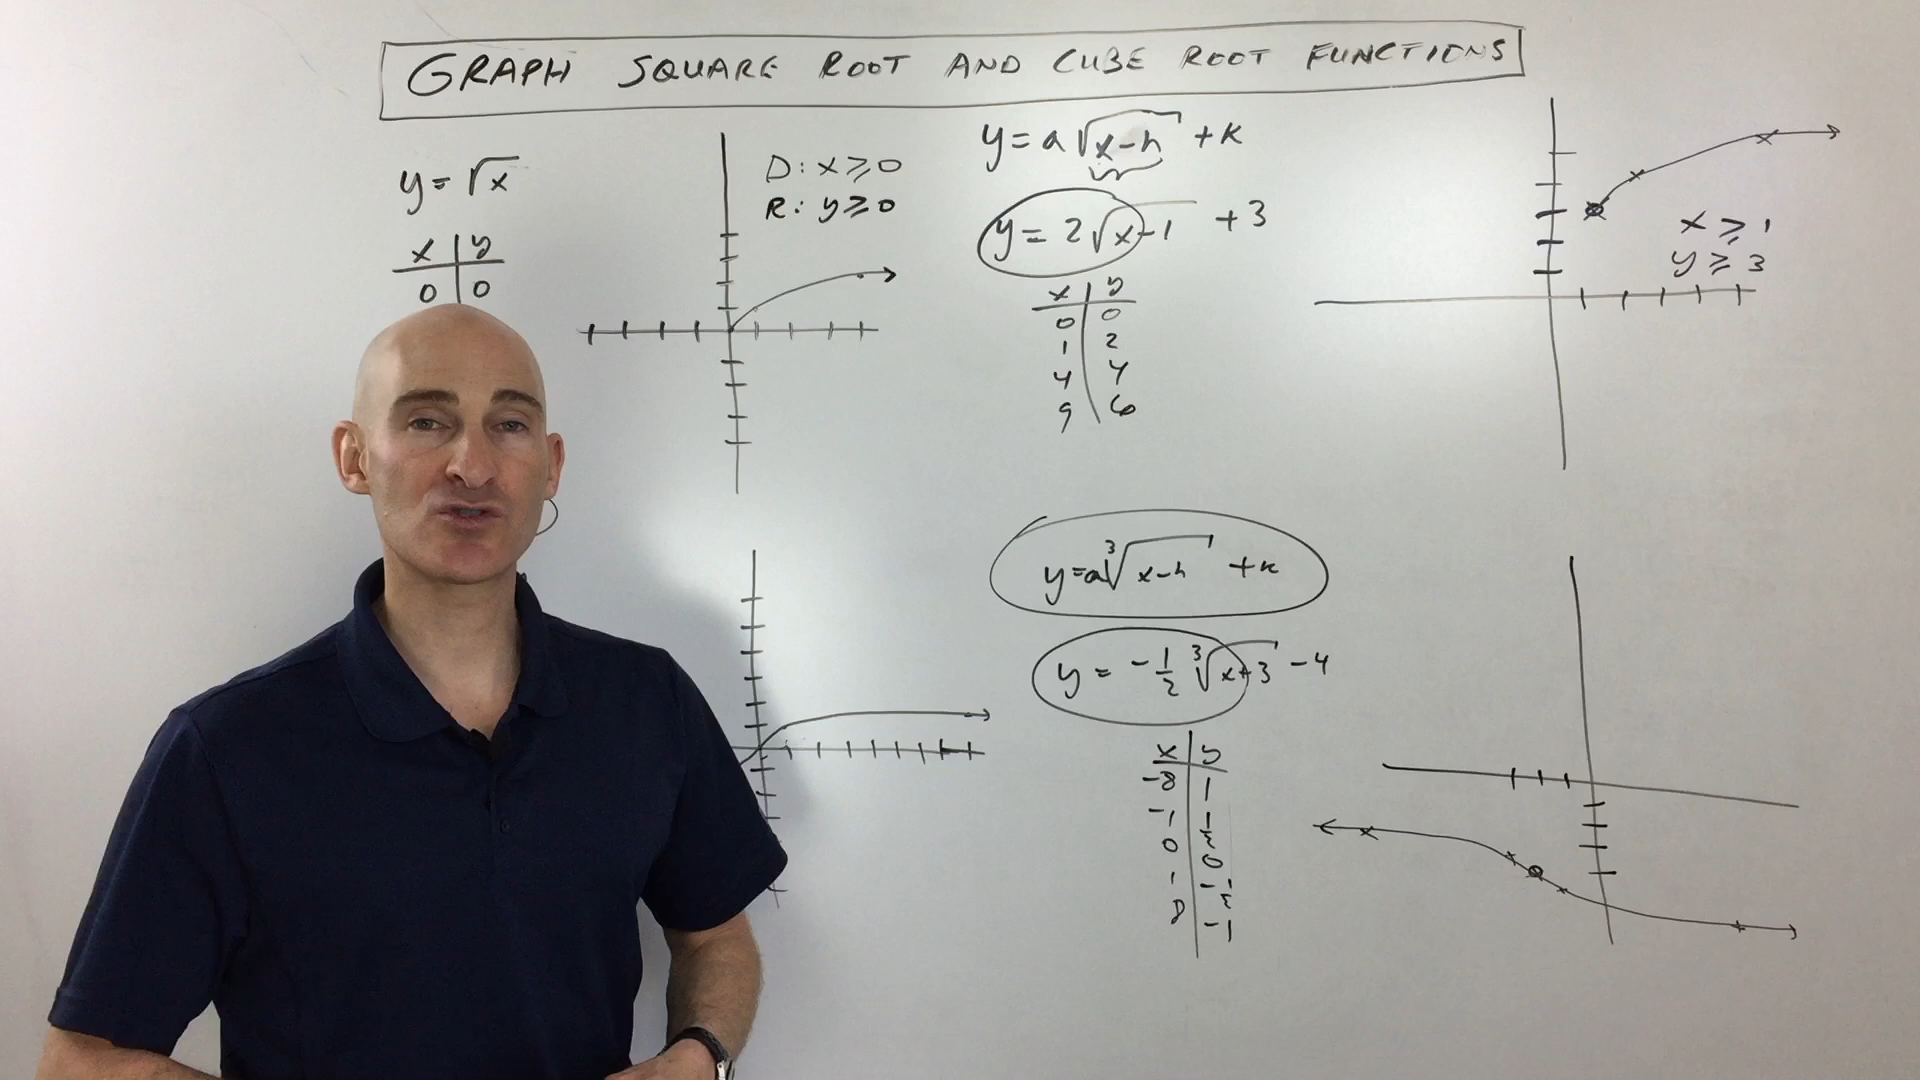 GRAPH SQUARE ROOT AND CUBE ROOT FUNCTIONS
y = √x
x | y
0 | 0
D: x ≥ 0
R: y ≥ 0
y = a√x-h + k
y = 2√x-1 + 3
x | y
0 | 0
1 | 2
4 | 4
9 | 6
x ≥ 1
y ≥ 3
y = a∛x-h + k
y = -1/2 ∛x+3 - 4
x | y
-8 | 1
-1 | 1/2
0 | 0
1 | -1/2
8 | -1